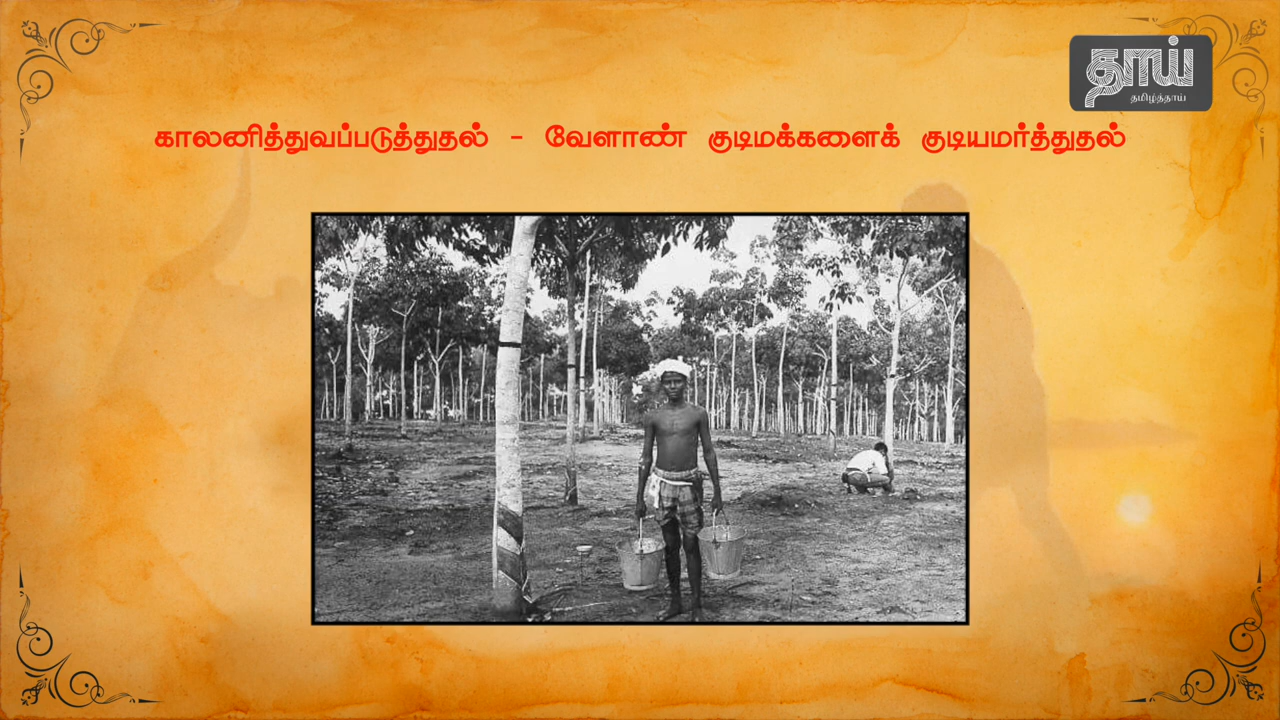 தாய்
தமிழ்த்தாய்
காலனித்துவப்படுத்துதல் - வேளாண் குடிமக்களைக் குடியமர்த்துதல்